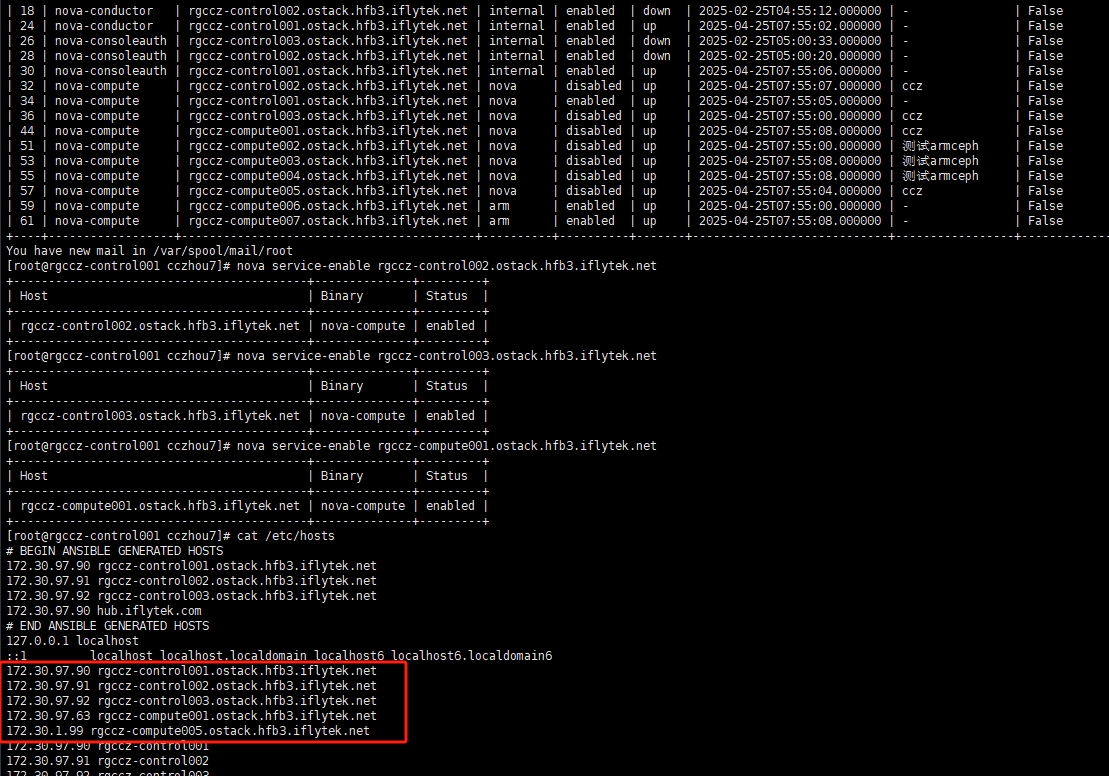 | 18 | nova-conductor   | rgccz-control002.ostack.hfb3.iflytek.net | internal | enabled  | down  | 2025-02-25T04:55:12.000000 | -               | False
| 24 | nova-conductor   | rgccz-control001.ostack.hfb3.iflytek.net | internal | enabled  | up    | 2025-04-25T07:55:02.000000 | -               | False
| 26 | nova-consoleauth | rgccz-control003.ostack.hfb3.iflytek.net | internal | enabled  | down  | 2025-02-25T05:00:33.000000 | -               | False
| 28 | nova-consoleauth | rgccz-control002.ostack.hfb3.iflytek.net | internal | enabled  | down  | 2025-02-25T05:00:20.000000 | -               | False
| 30 | nova-consoleauth | rgccz-control001.ostack.hfb3.iflytek.net | internal | enabled  | up    | 2025-04-25T07:55:06.000000 | -               | False
| 32 | nova-compute     | rgccz-control002.ostack.hfb3.iflytek.net | nova     | disabled | up    | 2025-04-25T07:55:07.000000 | ccz             | False
| 34 | nova-compute     | rgccz-control001.ostack.hfb3.iflytek.net | nova     | enabled  | up    | 2025-04-25T07:55:05.000000 | -               | False
| 36 | nova-compute     | rgccz-control003.ostack.hfb3.iflytek.net | nova     | disabled | up    | 2025-04-25T07:55:00.000000 | ccz             | False
| 44 | nova-compute     | rgccz-compute001.ostack.hfb3.iflytek.net | nova     | disabled | up    | 2025-04-25T07:55:08.000000 | ccz             | False
| 51 | nova-compute     | rgccz-compute002.ostack.hfb3.iflytek.net | nova     | disabled | up    | 2025-04-25T07:55:00.000000 | 测试armceph     | False
| 53 | nova-compute     | rgccz-compute003.ostack.hfb3.iflytek.net | nova     | disabled | up    | 2025-04-25T07:55:08.000000 | 测试armceph     | False
| 55 | nova-compute     | rgccz-compute004.ostack.hfb3.iflytek.net | nova     | disabled | up    | 2025-04-25T07:55:08.000000 | 测试armceph     | False
| 57 | nova-compute     | rgccz-compute005.ostack.hfb3.iflytek.net | nova     | disabled | up    | 2025-04-25T07:55:04.000000 | ccz             | False
| 59 | nova-compute     | rgccz-compute006.ostack.hfb3.iflytek.net | arm      | enabled  | up    | 2025-04-25T07:55:00.000000 | -               | False
| 61 | nova-compute     | rgccz-compute007.ostack.hfb3.iflytek.net | arm      | enabled  | up    | 2025-04-25T07:55:08.000000 | -               | False
+----+------------------+------------------------------------------+----------+----------+-------+----------------------------+-----------------+-------------
You have new mail in /var/spool/mail/root
[root@rgccz-control001 cczhou7]# nova service-enable rgccz-control002.ostack.hfb3.iflytek.net
+------------------------------------------+--------------+---------+
| Host                                     | Binary       | Status  |
+------------------------------------------+--------------+---------+
| rgccz-control002.ostack.hfb3.iflytek.net | nova-compute | enabled |
+------------------------------------------+--------------+---------+
[root@rgccz-control001 cczhou7]# nova service-enable rgccz-control003.ostack.hfb3.iflytek.net
+------------------------------------------+--------------+---------+
| Host                                     | Binary       | Status  |
+------------------------------------------+--------------+---------+
| rgccz-control003.ostack.hfb3.iflytek.net | nova-compute | enabled |
+------------------------------------------+--------------+---------+
[root@rgccz-control001 cczhou7]# nova service-enable rgccz-compute001.ostack.hfb3.iflytek.net
+------------------------------------------+--------------+---------+
| Host                                     | Binary       | Status  |
+------------------------------------------+--------------+---------+
| rgccz-compute001.ostack.hfb3.iflytek.net | nova-compute | enabled |
+------------------------------------------+--------------+---------+
[root@rgccz-control001 cczhou7]# cat /etc/hosts
# BEGIN ANSIBLE GENERATED HOSTS
172.30.97.90 rgccz-control001.ostack.hfb3.iflytek.net
172.30.97.91 rgccz-control002.ostack.hfb3.iflytek.net
172.30.97.92 rgccz-control003.ostack.hfb3.iflytek.net
172.30.97.90 hub.iflytek.com
# END ANSIBLE GENERATED HOSTS
127.0.0.1 localhost
::1         localhost localhost.localdomain localhost6 localhost6.localdomain6
172.30.97.90 rgccz-control001.ostack.hfb3.iflytek.net
172.30.97.91 rgccz-control002.ostack.hfb3.iflytek.net
172.30.97.92 rgccz-control003.ostack.hfb3.iflytek.net
172.30.97.63 rgccz-compute001.ostack.hfb3.iflytek.net
172.30.1.99 rgccz-compute005.ostack.hfb3.iflytek.net
172.30.97.90 rgccz-control001
172.30.97.91 rgccz-control002
172.30.97.92 rgccz-control003